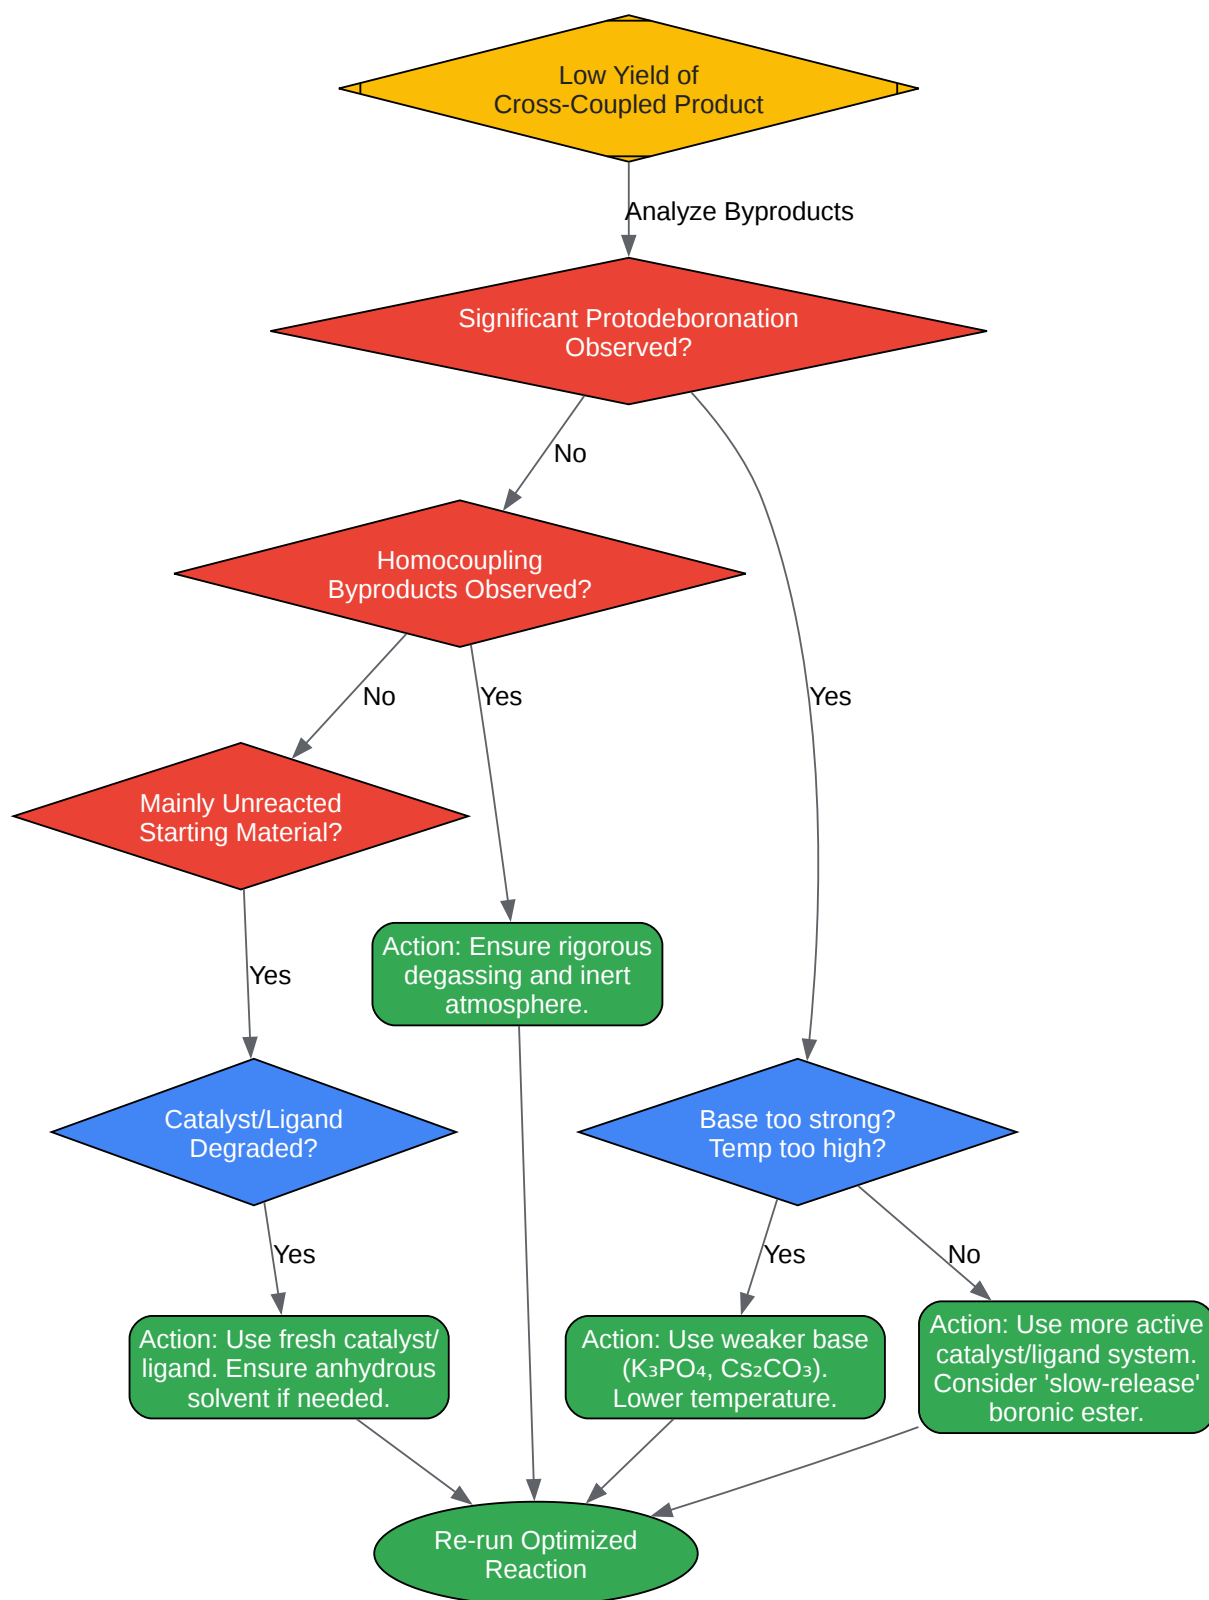 Low Yield of
Cross-Coupled Product
Analyze Byproducts
Significant Protodeboronation
Observed?
No
Yes
Homocoupling
Byproducts Observed?
No
Yes
Mainly Unreacted
Starting Material?
Yes
Action: Ensure rigorous
degassing and inert
atmosphere.
Catalyst/Ligand
Degraded?
Base too strong?
Temp too high?
Yes
Yes
No
Action: Use fresh catalyst/
ligand. Ensure anhydrous
solvent if needed.
Action: Use weaker base
(K₃PO₄, Cs₂CO₃).
Lower temperature.
Action: Use more active
catalyst/ligand system.
Consider 'slow-release'
boronic ester.
Re-run Optimized
Reaction